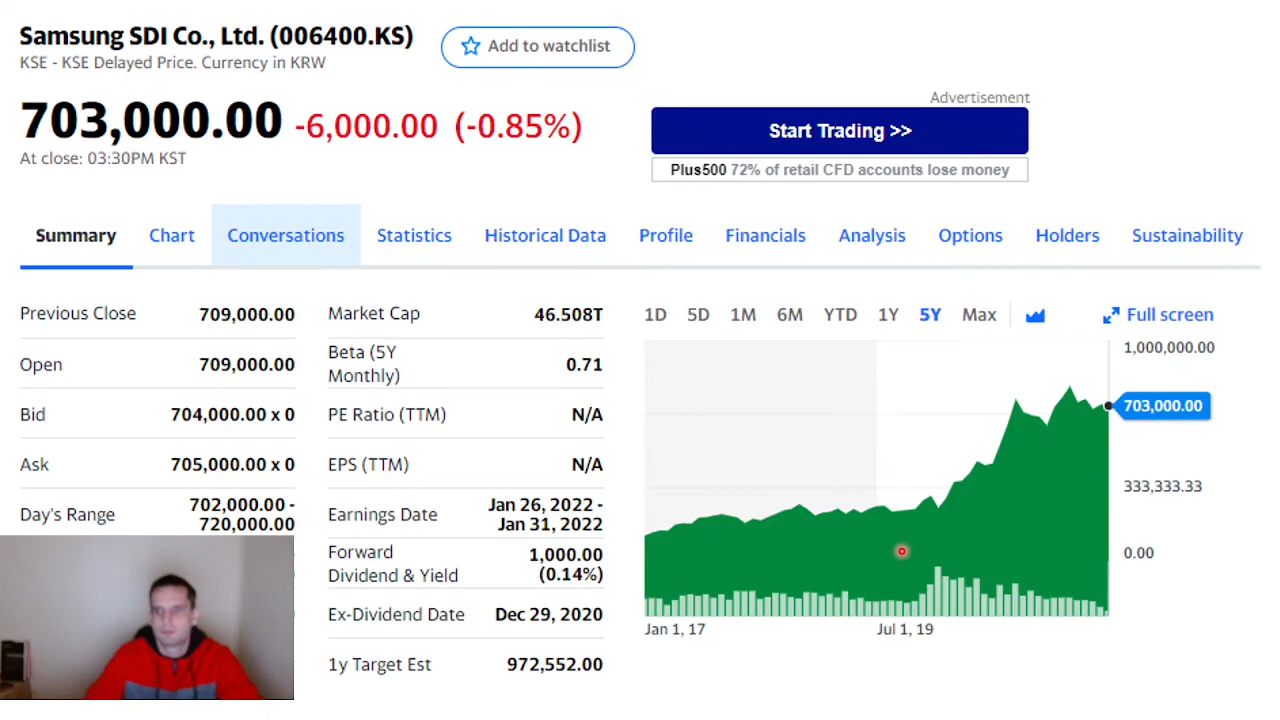 Samsung SDI Co., Ltd. (006400.KS)
Add to watchlist
KSE - KSE Delayed Price. Currency in KRW
703,000.00 -6,000.00 (-0.85%)
At close: 03:30PM KST
Advertisement
Start Trading >>
Plus500 72% of retail CFD accounts lose money
Summary Chart Conversations Statistics Historical Data Profile Financials Analysis Options Holders Sustainability
Previous Close 709,000.00
Open 709,000.00
Bid 704,000.00 x 0
Ask 705,000.00 x 0
Day's Range 702,000.00 -
720,000.00
Market Cap 46.508T
Beta (5Y
Monthly) 0.71
PE Ratio (TTM) N/A
EPS (TTM) N/A
Earnings Date Jan 26, 2022 -
Jan 31, 2022
Forward 1,000.00
Dividend & Yield (0.14%)
Ex-Dividend Date Dec 29, 2020
1y Target Est 972,552.00
1D 5D 1M 6M YTD 1Y 5Y Max Full screen
1,000,000.00
703,000.00
333,333.33
0.00
Jan 1, 17 Jul 1, 19